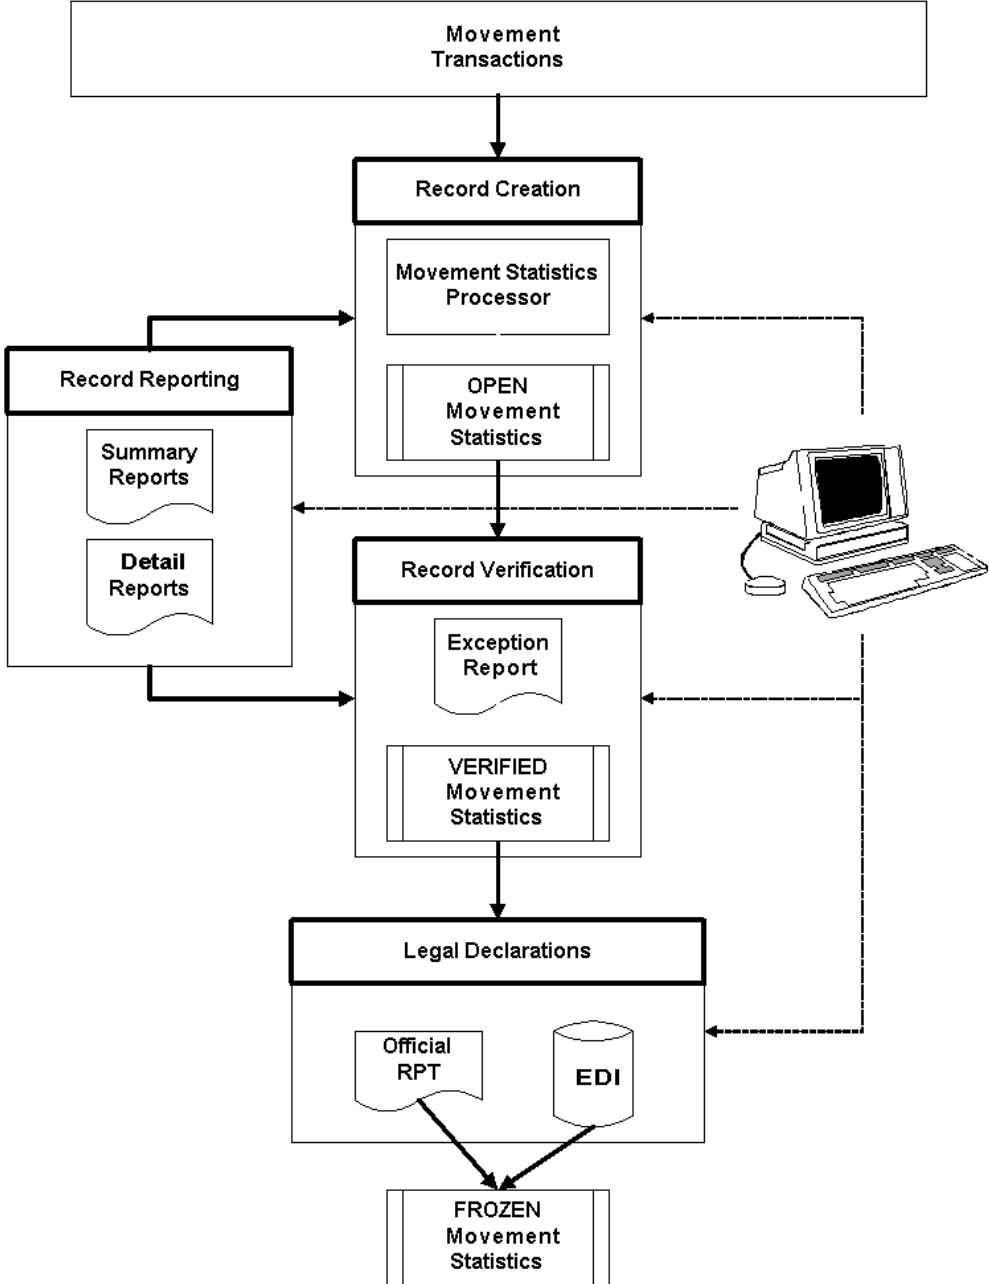 Movement
Transactions
Record Creation
Movement Statistics
Processor
OPEN
Movement
Statistics
Record Reporting
Summary
Reports
Detail
Reports
Record Verification
Exception
Report
VERIFIED
Movement
Statistics
Legal Declarations
Official
RPT
EDI
FROZEN
Movement
Statistics